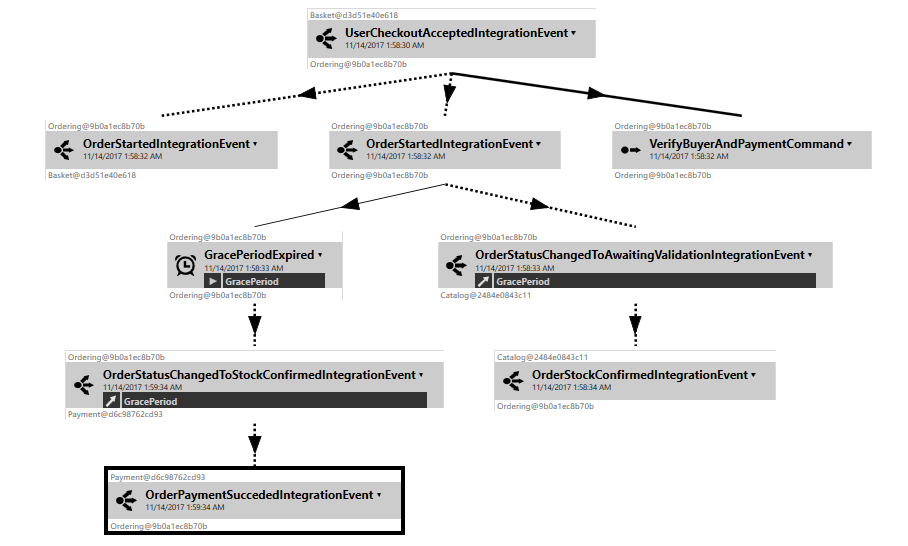 Basket@d3d51e40e618
UserCheckoutAcceptedIntegrationEvent
11/14/2017 1:58:30 AM
Ordering@9b0a1ec8b70b
Ordering@9b0a1ec8b70b
OrderStartedIntegrationEvent
11/14/2017 1:58:32 AM
Basket@d3d51e40e618
Ordering@9b0a1ec8b70b
OrderStartedIntegrationEvent
11/14/2017 1:58:32 AM
Ordering@9b0a1ec8b70b
Ordering@9b0a1ec8b70b
VerifyBuyerAndPaymentCommand
11/14/2017 1:58:32 AM
Ordering@9b0a1ec8b70b
Ordering@9b0a1ec8b70b
GracePeriodExpired
11/14/2017 1:58:33 AM
GracePeriod
Ordering@9b0a1ec8b70b
Ordering@9b0a1ec8b70b
OrderStatusChangedToAwaitingValidationIntegrationEvent
11/14/2017 1:58:33 AM
GracePeriod
Catalog@2484e0843c11
Ordering@9b0a1ec8b70b
OrderStatusChangedToStockConfirmedIntegrationEvent
11/14/2017 1:59:34 AM
GracePeriod
Payment@d6c98762cd93
Catalog@2484e0843c11
OrderStockConfirmedIntegrationEvent
11/14/2017 1:58:34 AM
Ordering@9b0a1ec8b70b
Payment@d6c98762cd93
OrderPaymentSuccededIntegrationEvent
11/14/2017 1:59:34 AM
Ordering@9b0a1ec8b70b